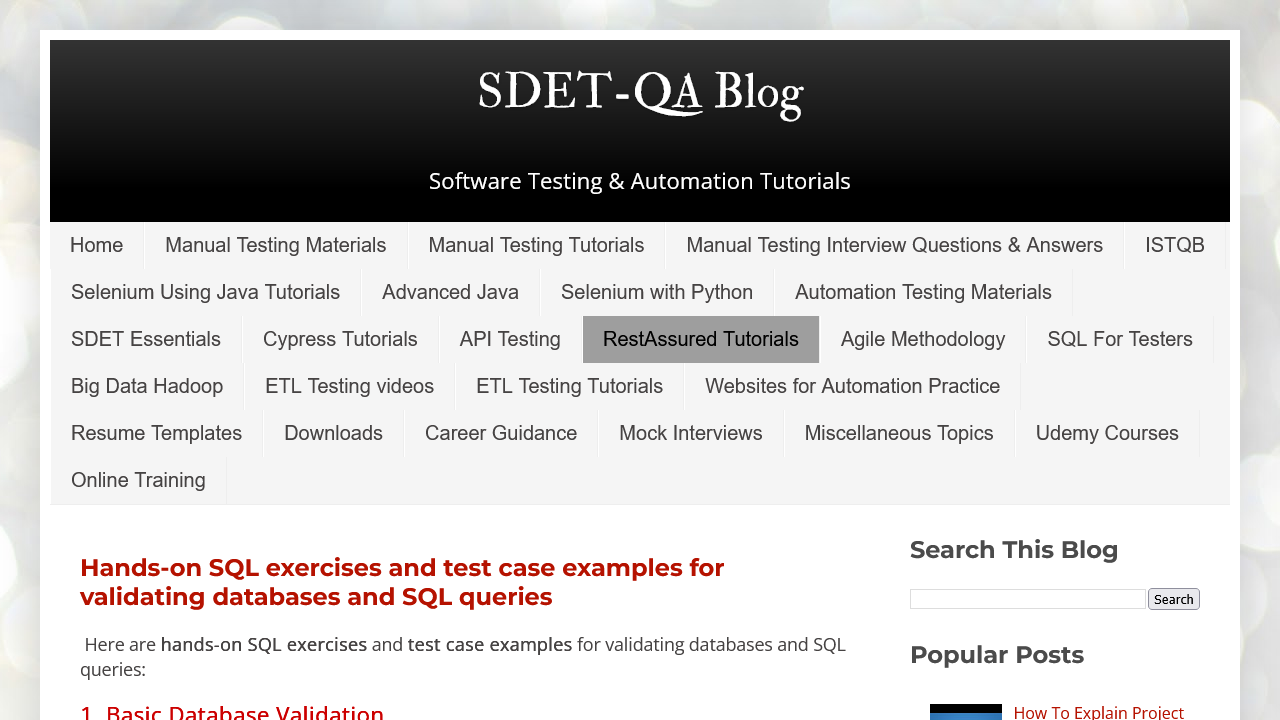 SDET-QA Blog
Software Testing & Automation Tutorials
Home Manual Testing Materials Manual Testing Tutorials Manual Testing Interview Questions & Answers ISTQB
Selenium Using Java Tutorials Advanced Java Selenium with Python Automation Testing Materials
SDET Essentials Cypress Tutorials API Testing RestAssured Tutorials Agile Methodology SQL For Testers
Big Data Hadoop ETL Testing videos ETL Testing Tutorials Websites for Automation Practice
Resume Templates Downloads Career Guidance Mock Interviews Miscellaneous Topics Udemy Courses
Online Training
Hands-on SQL exercises and test case examples for
validating databases and SQL queries
Here are hands-on SQL exercises and test case examples for validating databases and SQL
queries:
1. Basic Database Validation
Search This Blog
Search
Popular Posts
How To Explain Project